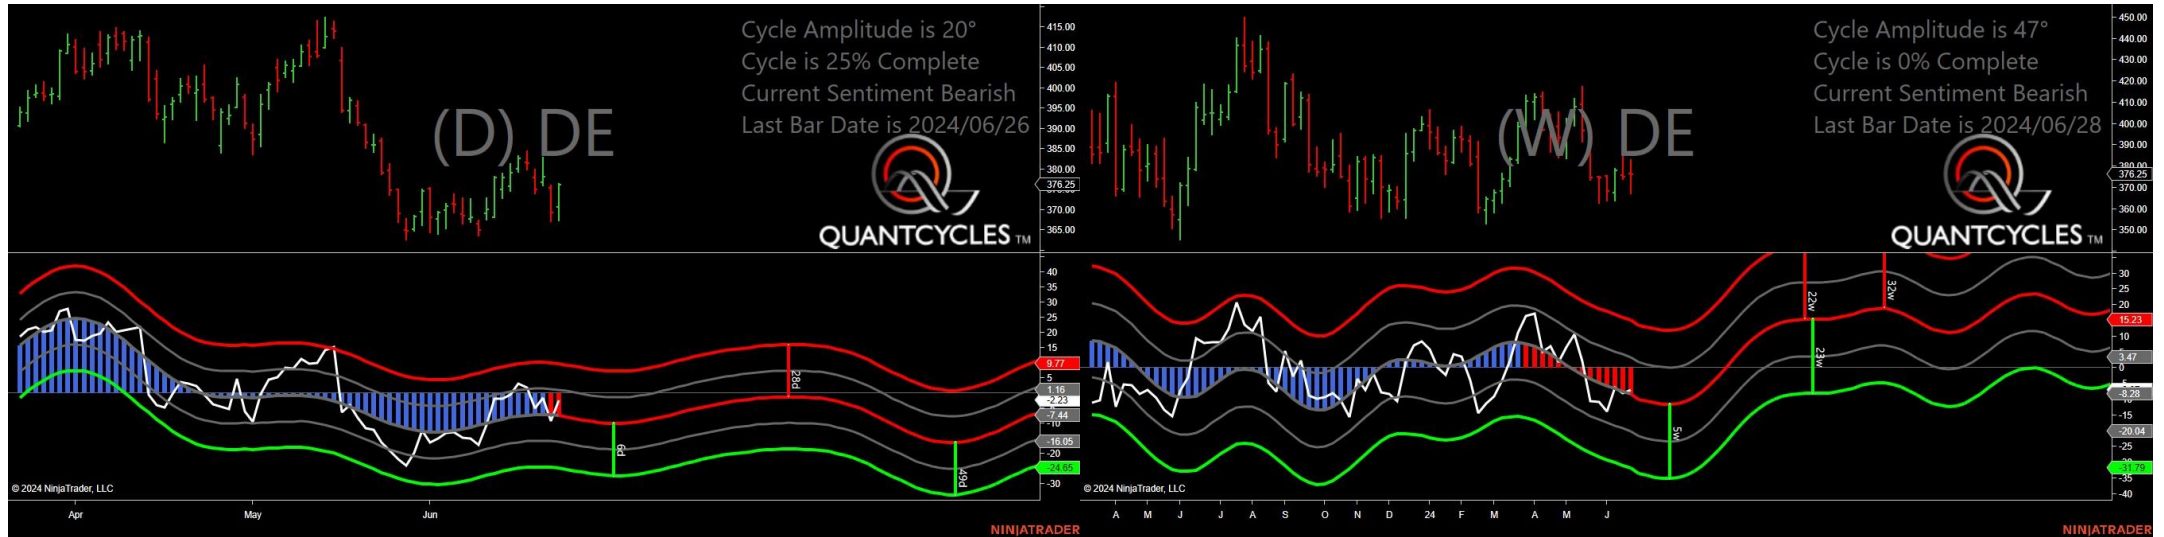 Cycle Amplitude is 20°
Cycle is 25% Complete
Current Sentiment Bearish
Last Bar Date is 2024/06/26
(D) DE
QUANTCYCLES TM
415.00
410.00
405.00
400.00
395.00
390.00
385.00
380.00
376.25
370.00
365.00
40
35
30
25
20
15
9.77
5
1.16
-2.23
-7.44
-10
-16.05
-20
-24.65
-30
6d
28d
49d
© 2024 NinjaTrader, LLC
Apr
May
Jun
NINJATRADER
Cycle Amplitude is 47°
Cycle is 0% Complete
Current Sentiment Bearish
Last Bar Date is 2024/06/28
(W) DE
QUANTCYCLES TM
450.00
440.00
430.00
420.00
410.00
400.00
390.00
380.00
376.25
370.00
360.00
350.00
30
25
20
15.23
10
5
3.47
0
-8.28
-15
-20.04
-25
-31.79
-35
-40
5w
22w
23w
32w
© 2024 NinjaTrader, LLC
A
M
J
J
A
S
O
N
D
24
F
M
A
M
J
NINJATRADER